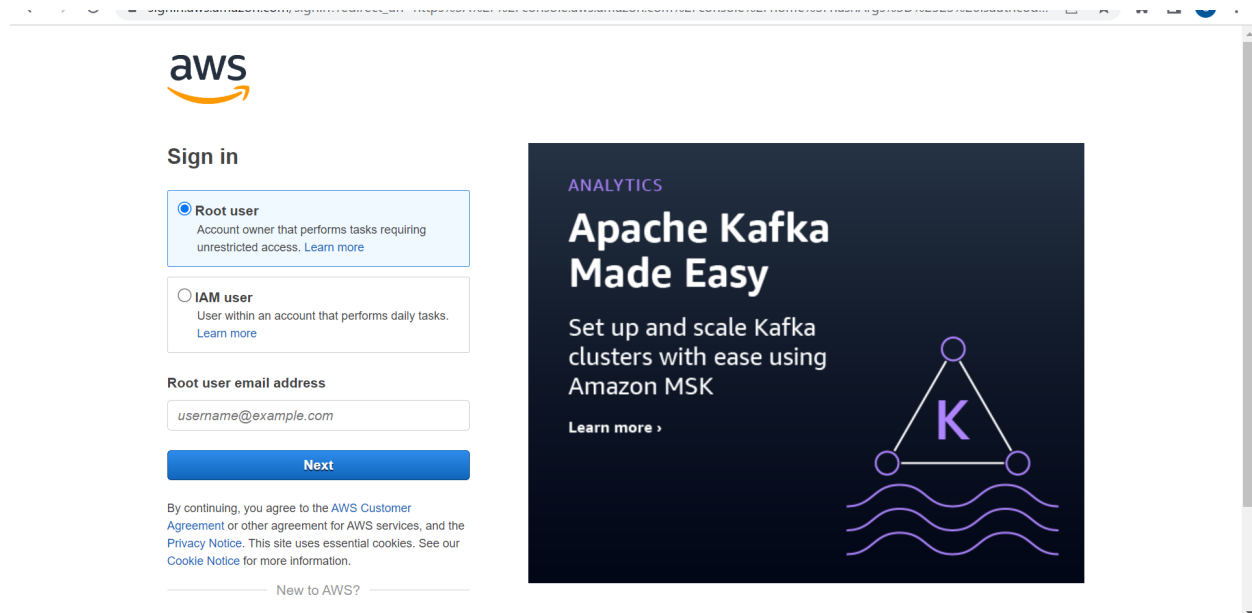 aws
Sign in
Root user
Account owner that performs tasks requiring
unrestricted access. Learn more
IAM user
User within an account that performs daily tasks.
Learn more
Root user email address
username@example.com
Next
By continuing, you agree to the AWS Customer
Agreement or other agreement for AWS services, and the
Privacy Notice. This site uses essential cookies. See our
Cookie Notice for more information.
New to AWS?
ANALYTICS
Apache Kafka
Made Easy
Set up and scale Kafka
clusters with ease using
Amazon MSK
Learn more ›
K